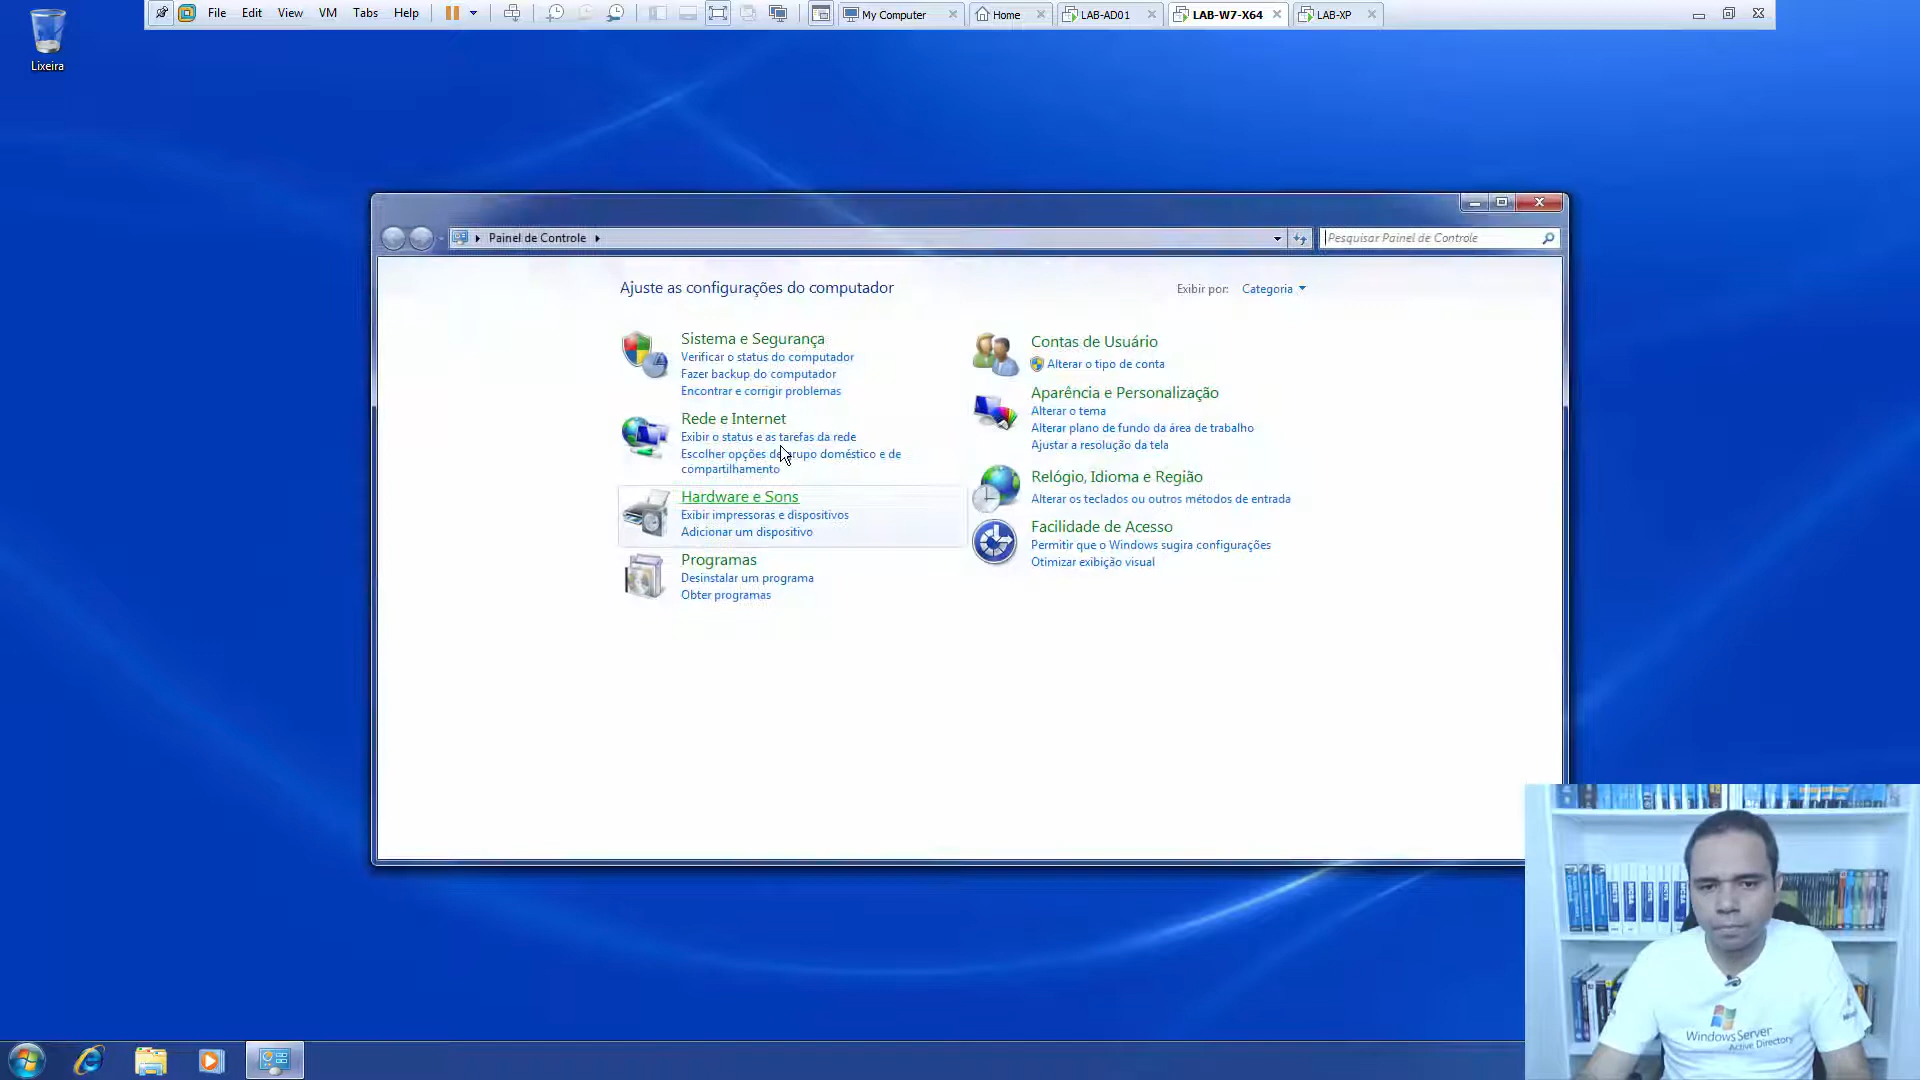 File Edit View VM Tabs Help
My Computer
Home
LAB-AD01
LAB-W7-X64
LAB-XP
Lixeira
Painel de Controle
Pesquisar Painel de Controle
Ajuste as configurações do computador
Exibir por: Categoria
Sistema e Segurança
Verificar o status do computador
Fazer backup do computador
Encontrar e corrigir problemas
Rede e Internet
Exibir o status e as tarefas da rede
Escolher opções de grupo doméstico e de
compartilhamento
Hardware e Sons
Exibir impressoras e dispositivos
Adicionar um dispositivo
Programas
Desinstalar um programa
Obter programas
Contas de Usuário
Alterar o tipo de conta
Aparência e Personalização
Alterar o tema
Alterar plano de fundo da área de trabalho
Ajustar a resolução da tela
Relógio, Idioma e Região
Alterar os teclados ou outros métodos de entrada
Facilidade de Acesso
Permitir que o Windows sugira configurações
Otimizar exibição visual
Windows Server
Active Directory